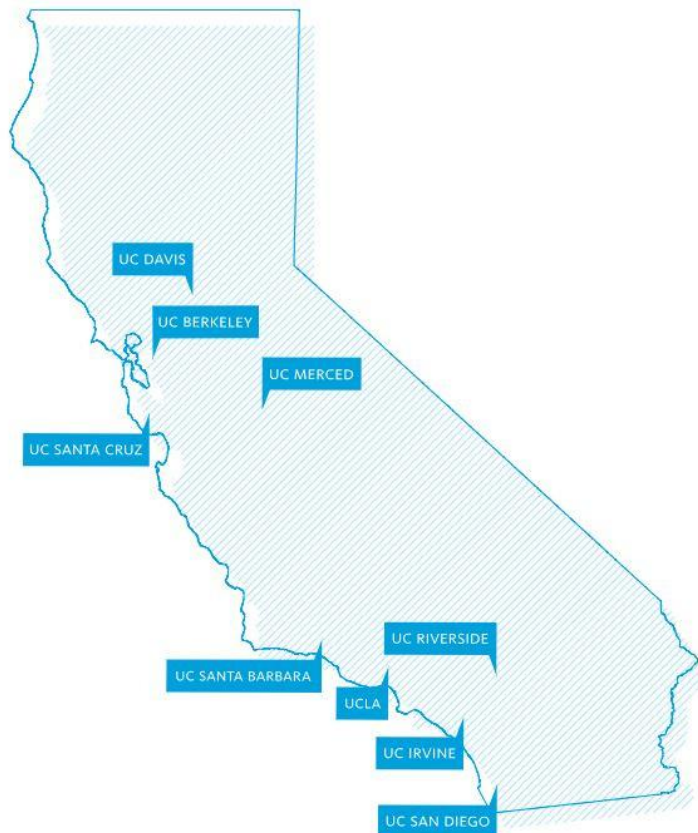 UC DAVIS
UC BERKELEY
UC MERCED
UC SANTA CRUZ
UC RIVERSIDE
UC SANTA BARBARA
UCLA
UC IRVINE
UC SAN DIEGO